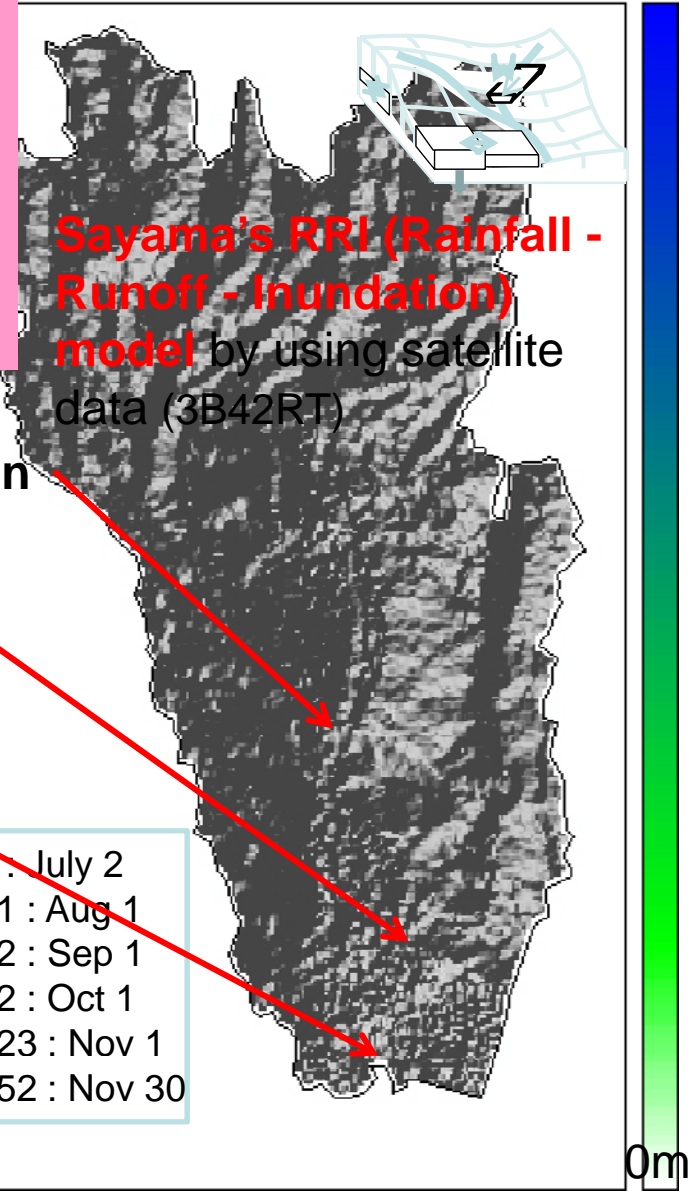 Sayama's RRI (Rainfall -
Runoff - Inundation)
model by using satellite
data (3B42RT)
n
: July 2
1 : Aug 1
2 : Sep 1
2 : Oct 1
23 : Nov 1
52 : Nov 30
0m